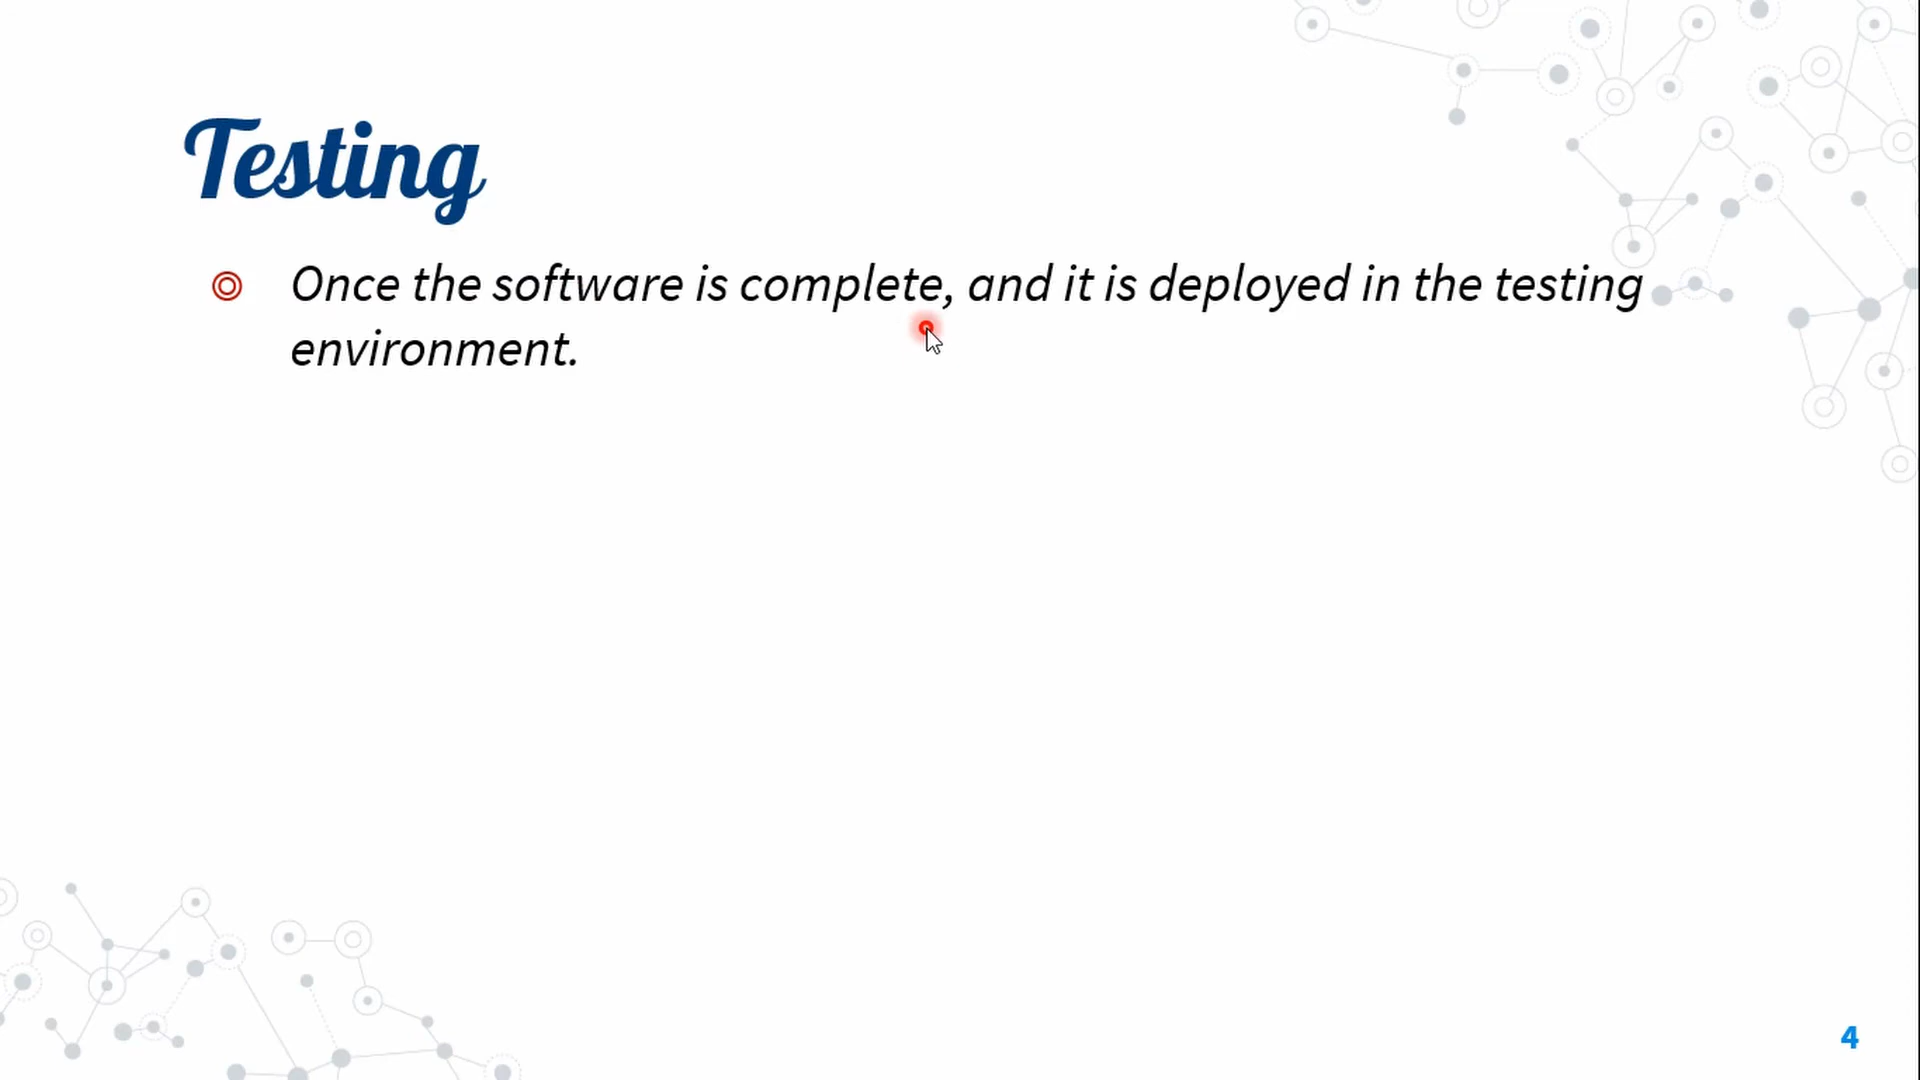 Testing
Once the software is complete, and it is deployed in the testing
environment.
4